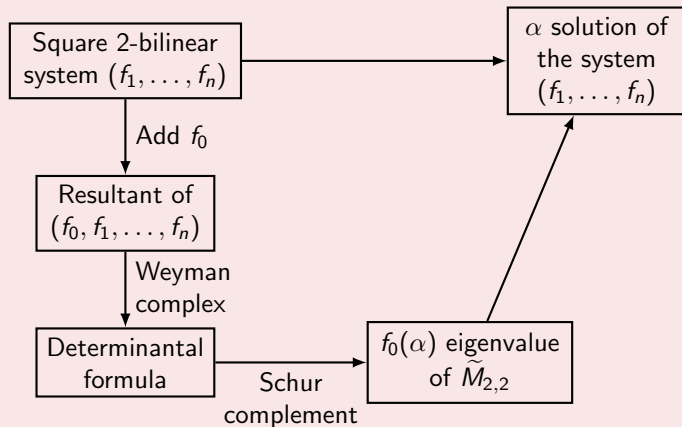 Square 2-bilinear
system (f₁, . . . , fₙ)
α solution of
the system
(f₁, . . . , fₙ)
Add f₀
Resultant of
(f₀, f₁, . . . , fₙ)
Weyman
complex
Determinantal
formula
Schur
complement
f₀(α) eigenvalue
of M̃₂,₂